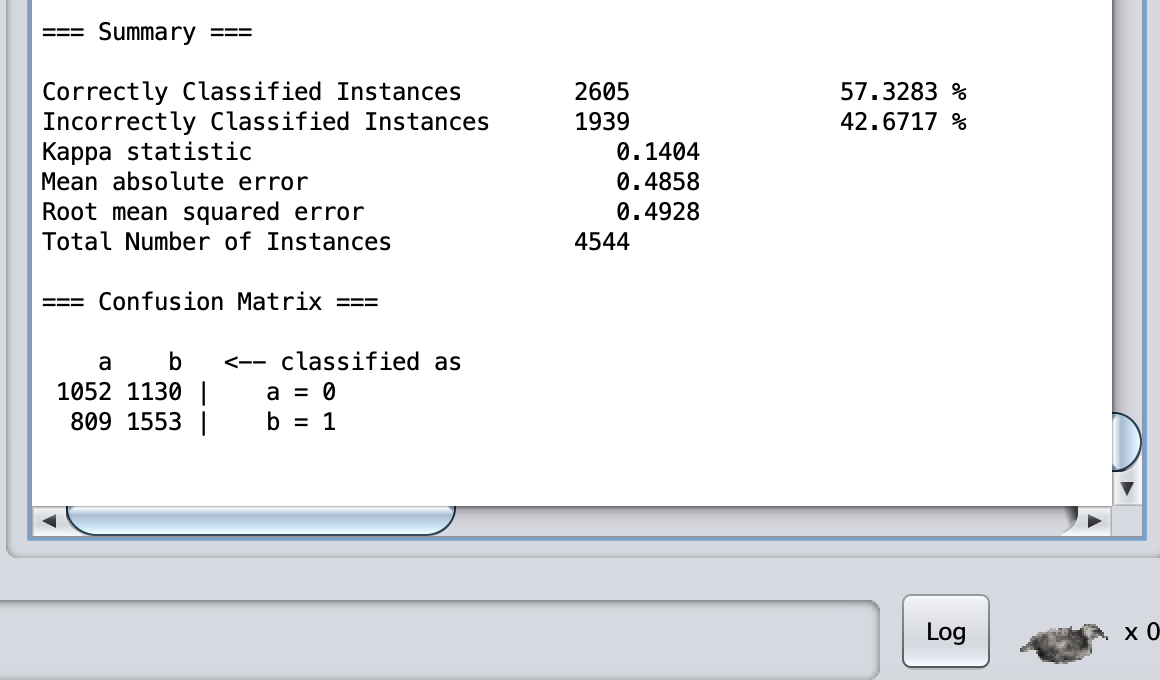 === Summary ===
Correctly Classified Instances 2605 57.3283 %
Incorrectly Classified Instances 1939 42.6717 %
Kappa statistic 0.1404
Mean absolute error 0.4858
Root mean squared error 0.4928
Total Number of Instances 4544
=== Confusion Matrix ===
a b <-- classified as
1052 1130 | a = 0
809 1553 | b = 1
Log x 0